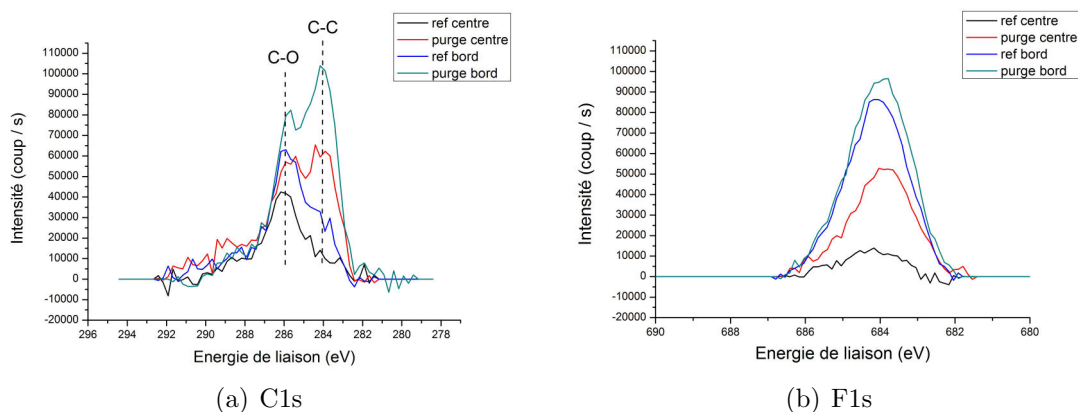 C-C
C-O
ref centre
purge centre
ref bord
purge bord
110000
100000
90000
80000
70000
60000
50000
40000
30000
20000
10000
0
-10000
-20000
Intensité (coup / s)
296 294 292 290 288 286 284 282 280 278
Energie de liaison (eV)
(a) C1s
ref centre
purge centre
ref bord
purge bord
110000
100000
90000
80000
70000
60000
50000
40000
30000
20000
10000
0
-10000
-20000
Intensité (coup / s)
690 688 686 684 682 680
Energie de liaison (eV)
(b) F1s